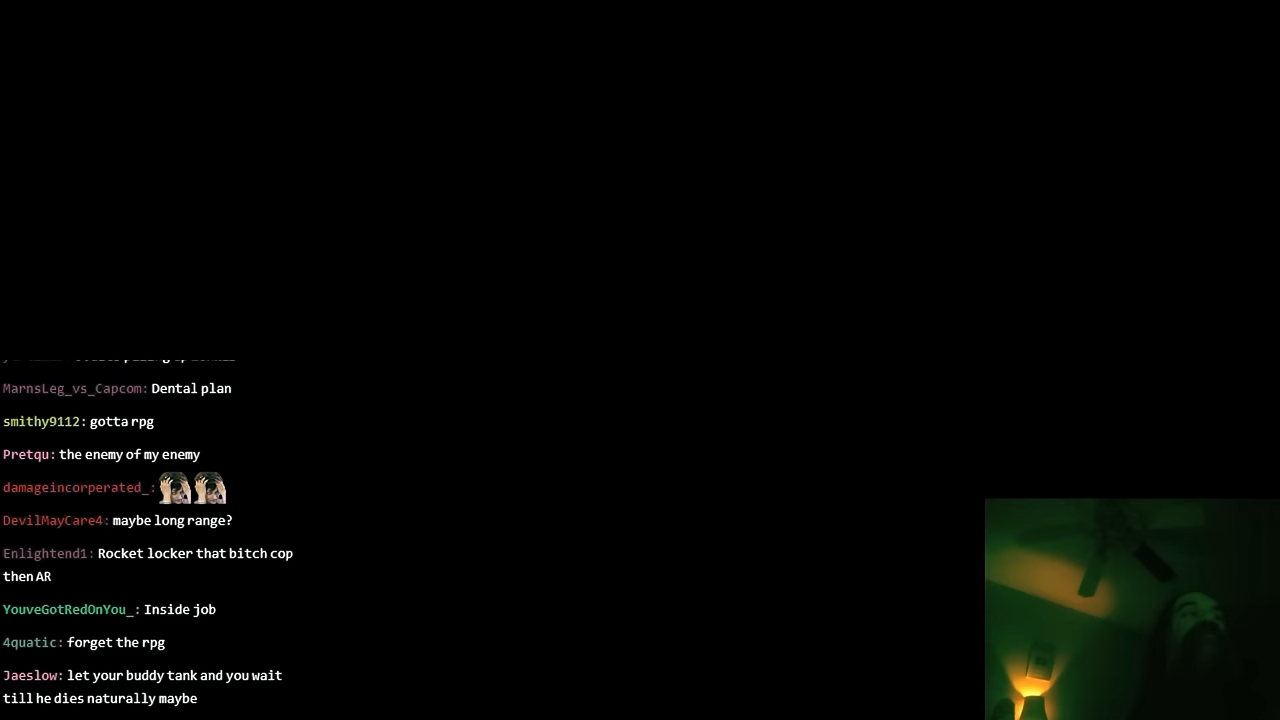 MarnsLeg_vs_Capcom: Dental plan
smithy9112: gotta rpg
Pretqu: the enemy of my enemy
damageincorperated_:
DevilMayCare4: maybe long range?
Enlightend1: Rocket locker that bitch cop
then AR
YouveGotRedOnYou_: Inside job
4quatic: forget the rpg
Jaeslow: let your buddy tank and you wait
till he dies naturally maybe